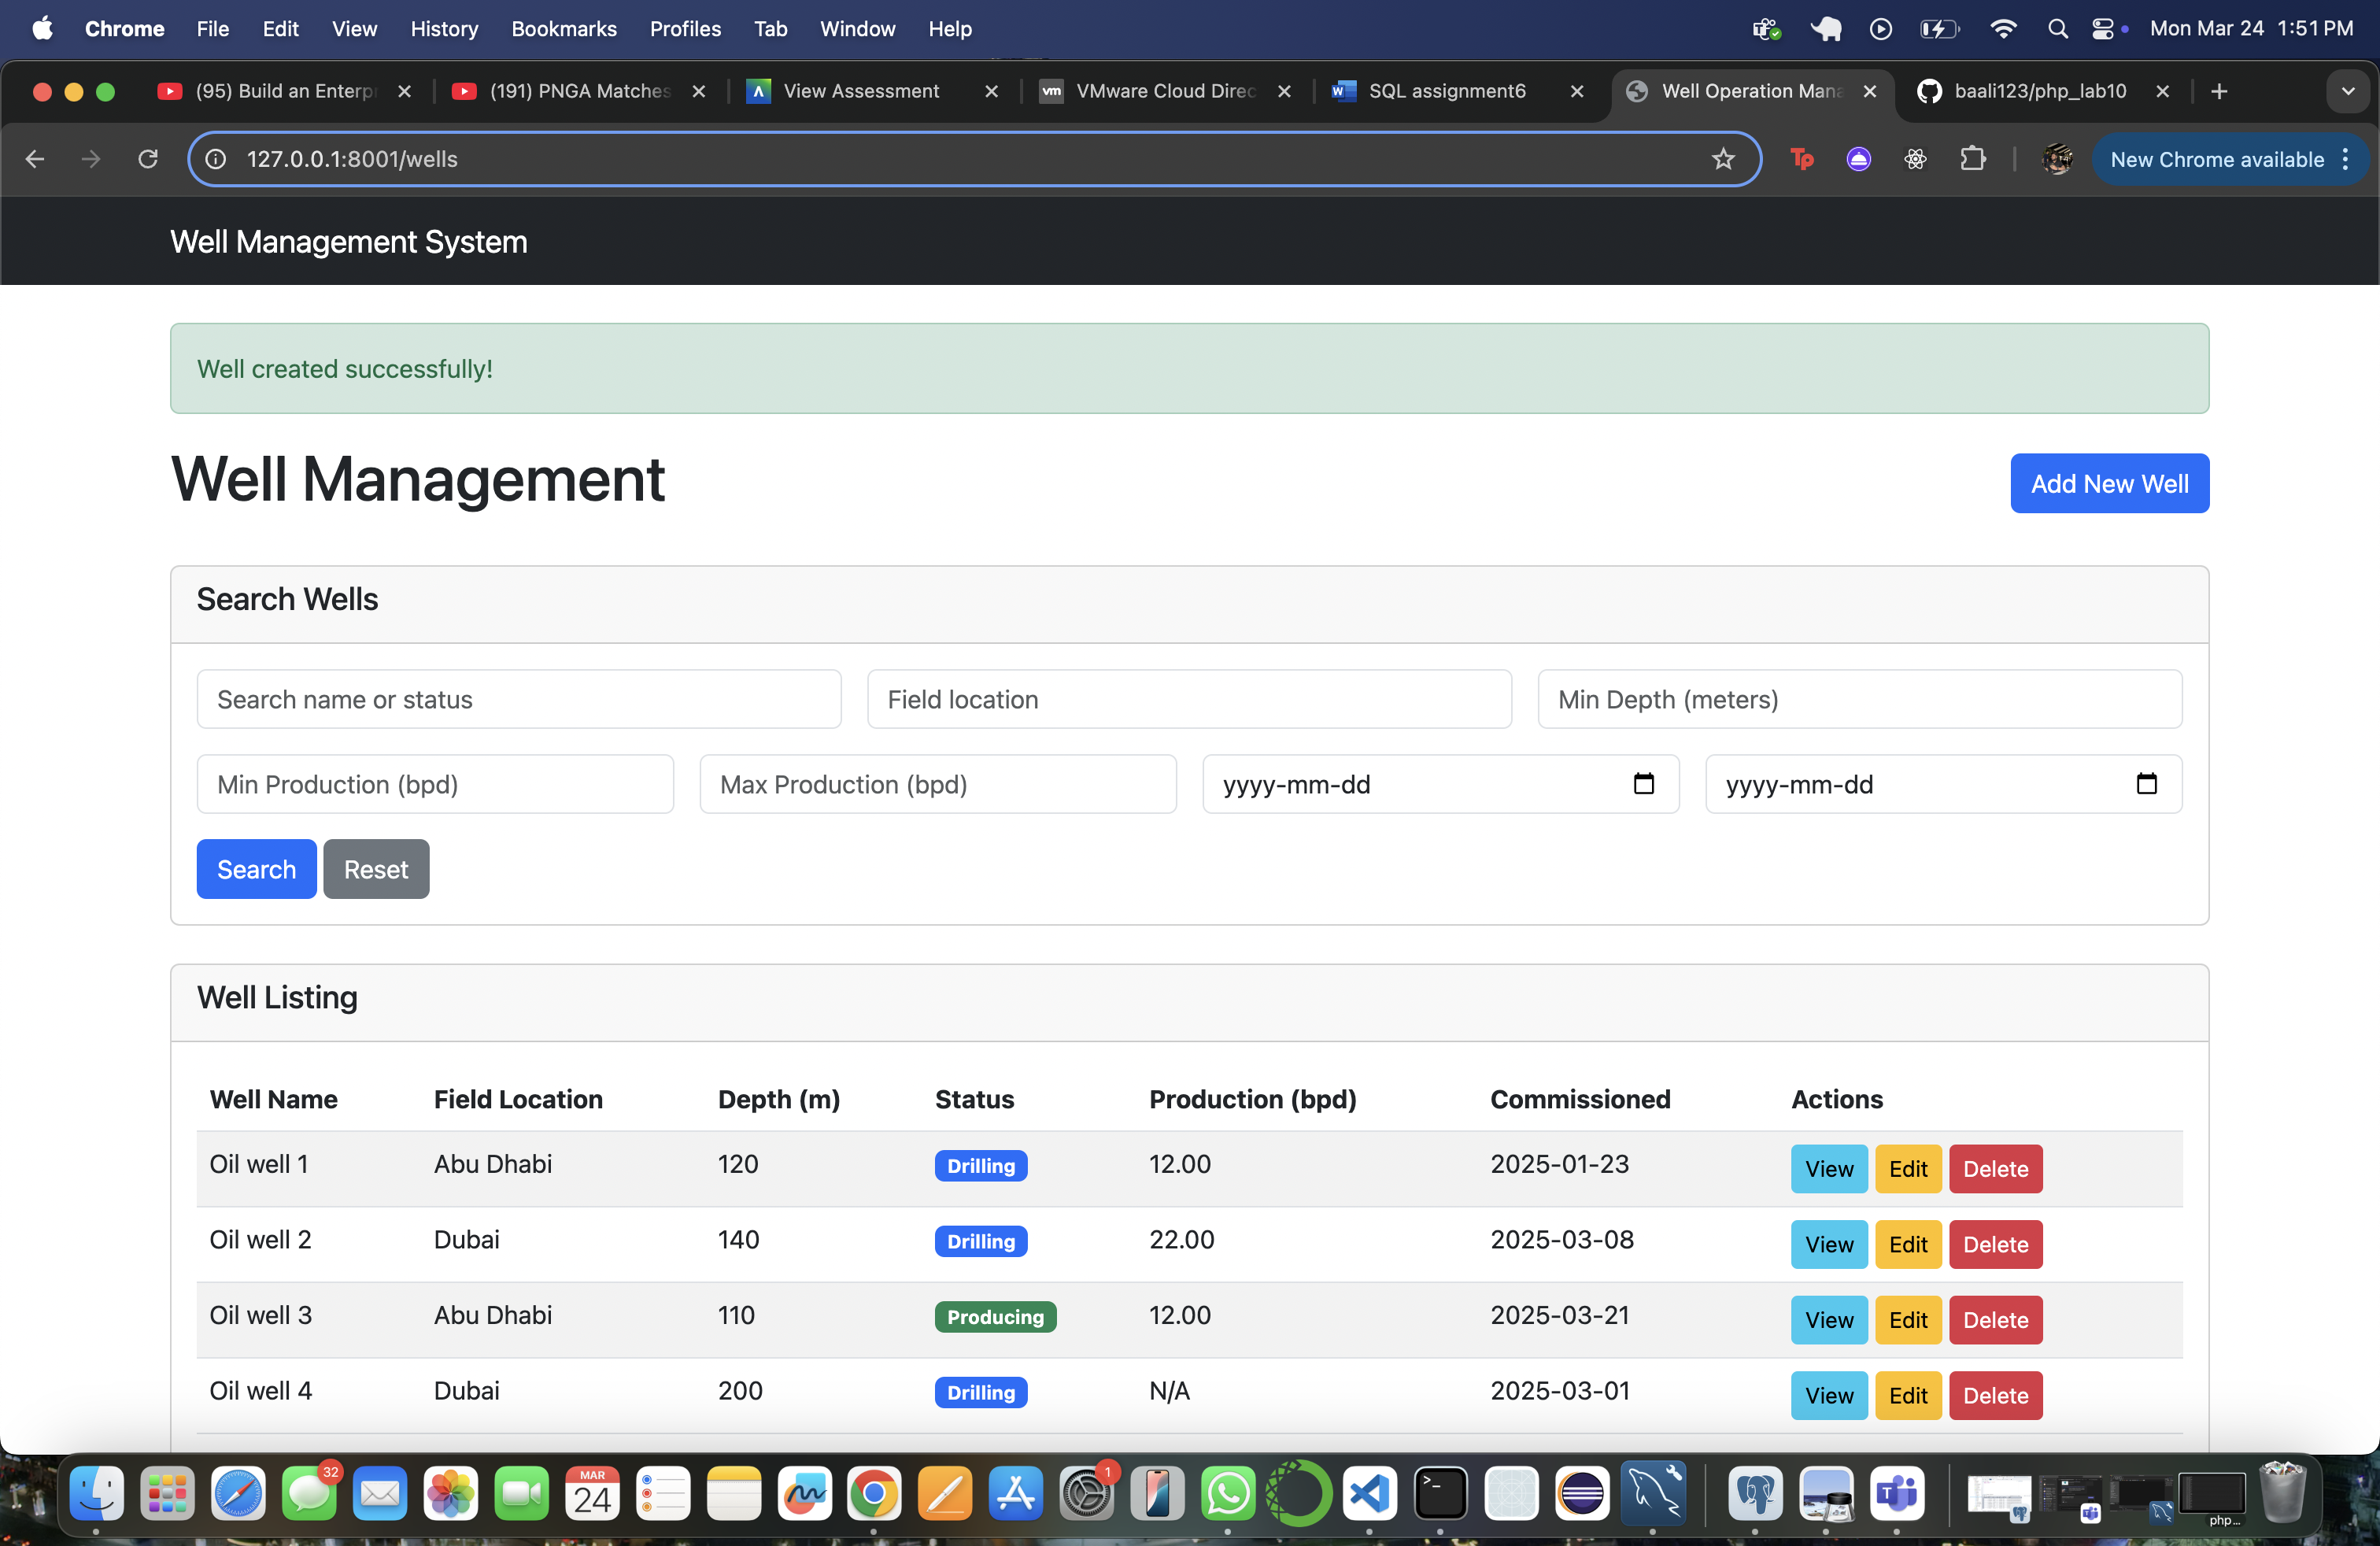 Chrome File Edit View History Bookmarks Profiles Tab Window Help Mon Mar 24 1:51 PM
(95) Build an Enterp (191) PNGA Matches View Assessment vm VMware Cloud Direc SQL assignment6 Well Operation Mana baali123/php_lab10
127.0.0.1:8001/wells Tp New Chrome available
Well Management System
Well created successfully!
Well Management Add New Well
Search Wells
Search name or status Field location Min Depth (meters)
Min Production (bpd) Max Production (bpd) yyyy-mm-dd yyyy-mm-dd
Search Reset
Well Listing
Well Name Field Location Depth (m) Status Production (bpd) Commissioned Actions
Oil well 1 Abu Dhabi 120 Drilling 12.00 2025-01-23 View Edit Delete
Oil well 2 Dubai 140 Drilling 22.00 2025-03-08 View Edit Delete
Oil well 3 Abu Dhabi 110 Producing 12.00 2025-03-21 View Edit Delete
Oil well 4 Dubai 200 Drilling N/A 2025-03-01 View Edit Delete
32 MAR 24 1 php...